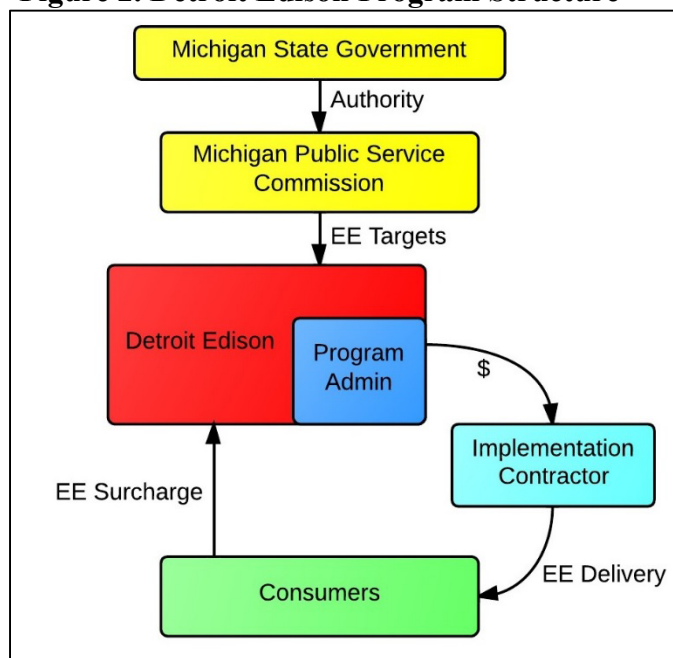 Figure 2. Detroit Edison Program Structure
Michigan State Government
Authority
Michigan Public Service
Commission
EE Targets
Detroit Edison
Program
Admin
$
Implementation
Contractor
EE Surcharge
EE Delivery
Consumers